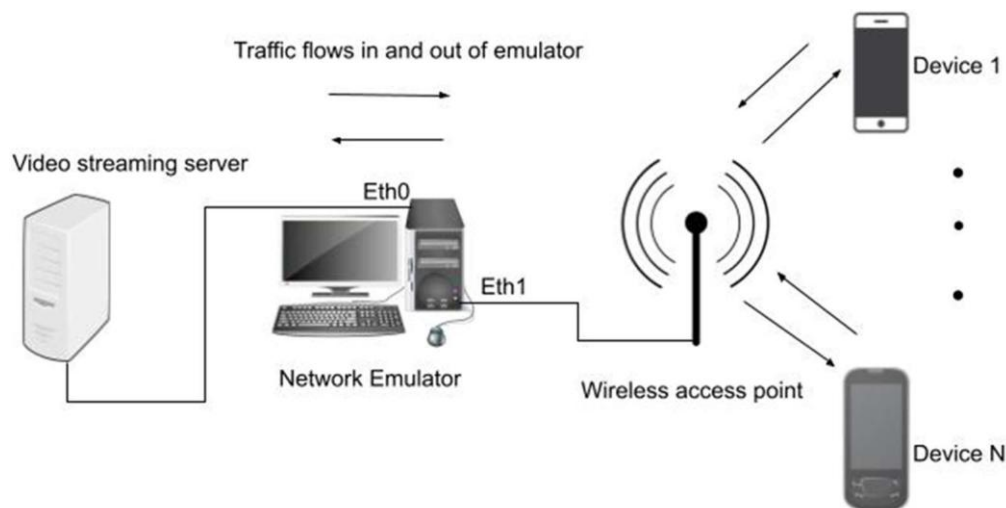 Traffic flows in and out of emulator
Device 1
Video streaming server
Eth0
Eth1
Network Emulator
Wireless access point
Device N